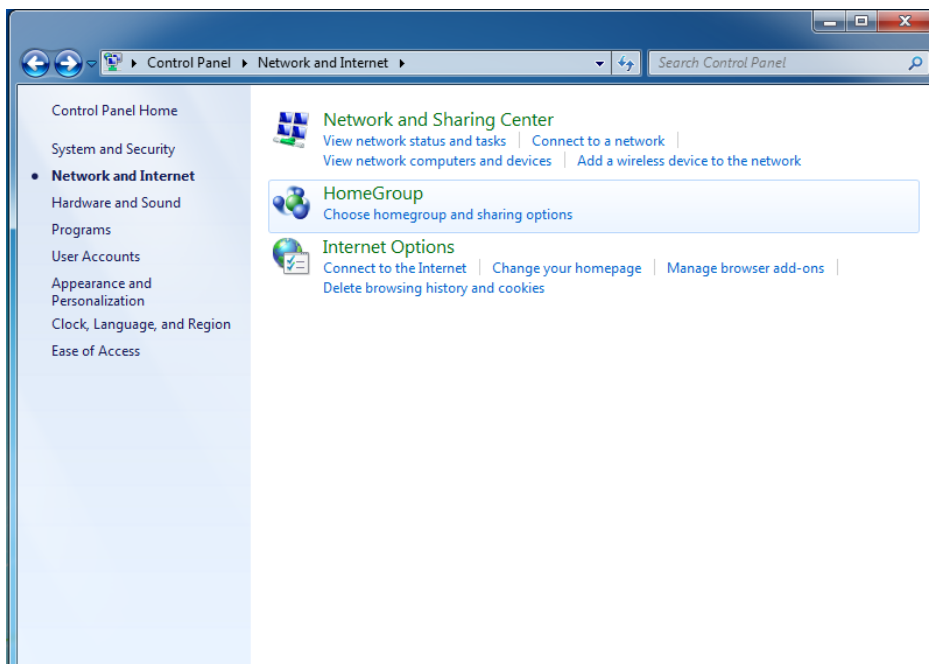 Control Panel Network and Internet Search Control Panel
Control Panel Home
System and Security
Network and Internet
Hardware and Sound
Programs
User Accounts
Appearance and
Personalization
Clock, Language, and Region
Ease of Access
Network and Sharing Center
View network status and tasks Connect to a network
View network computers and devices Add a wireless device to the network
HomeGroup
Choose homegroup and sharing options
Internet Options
Connect to the Internet Change your homepage Manage browser add-ons
Delete browsing history and cookies